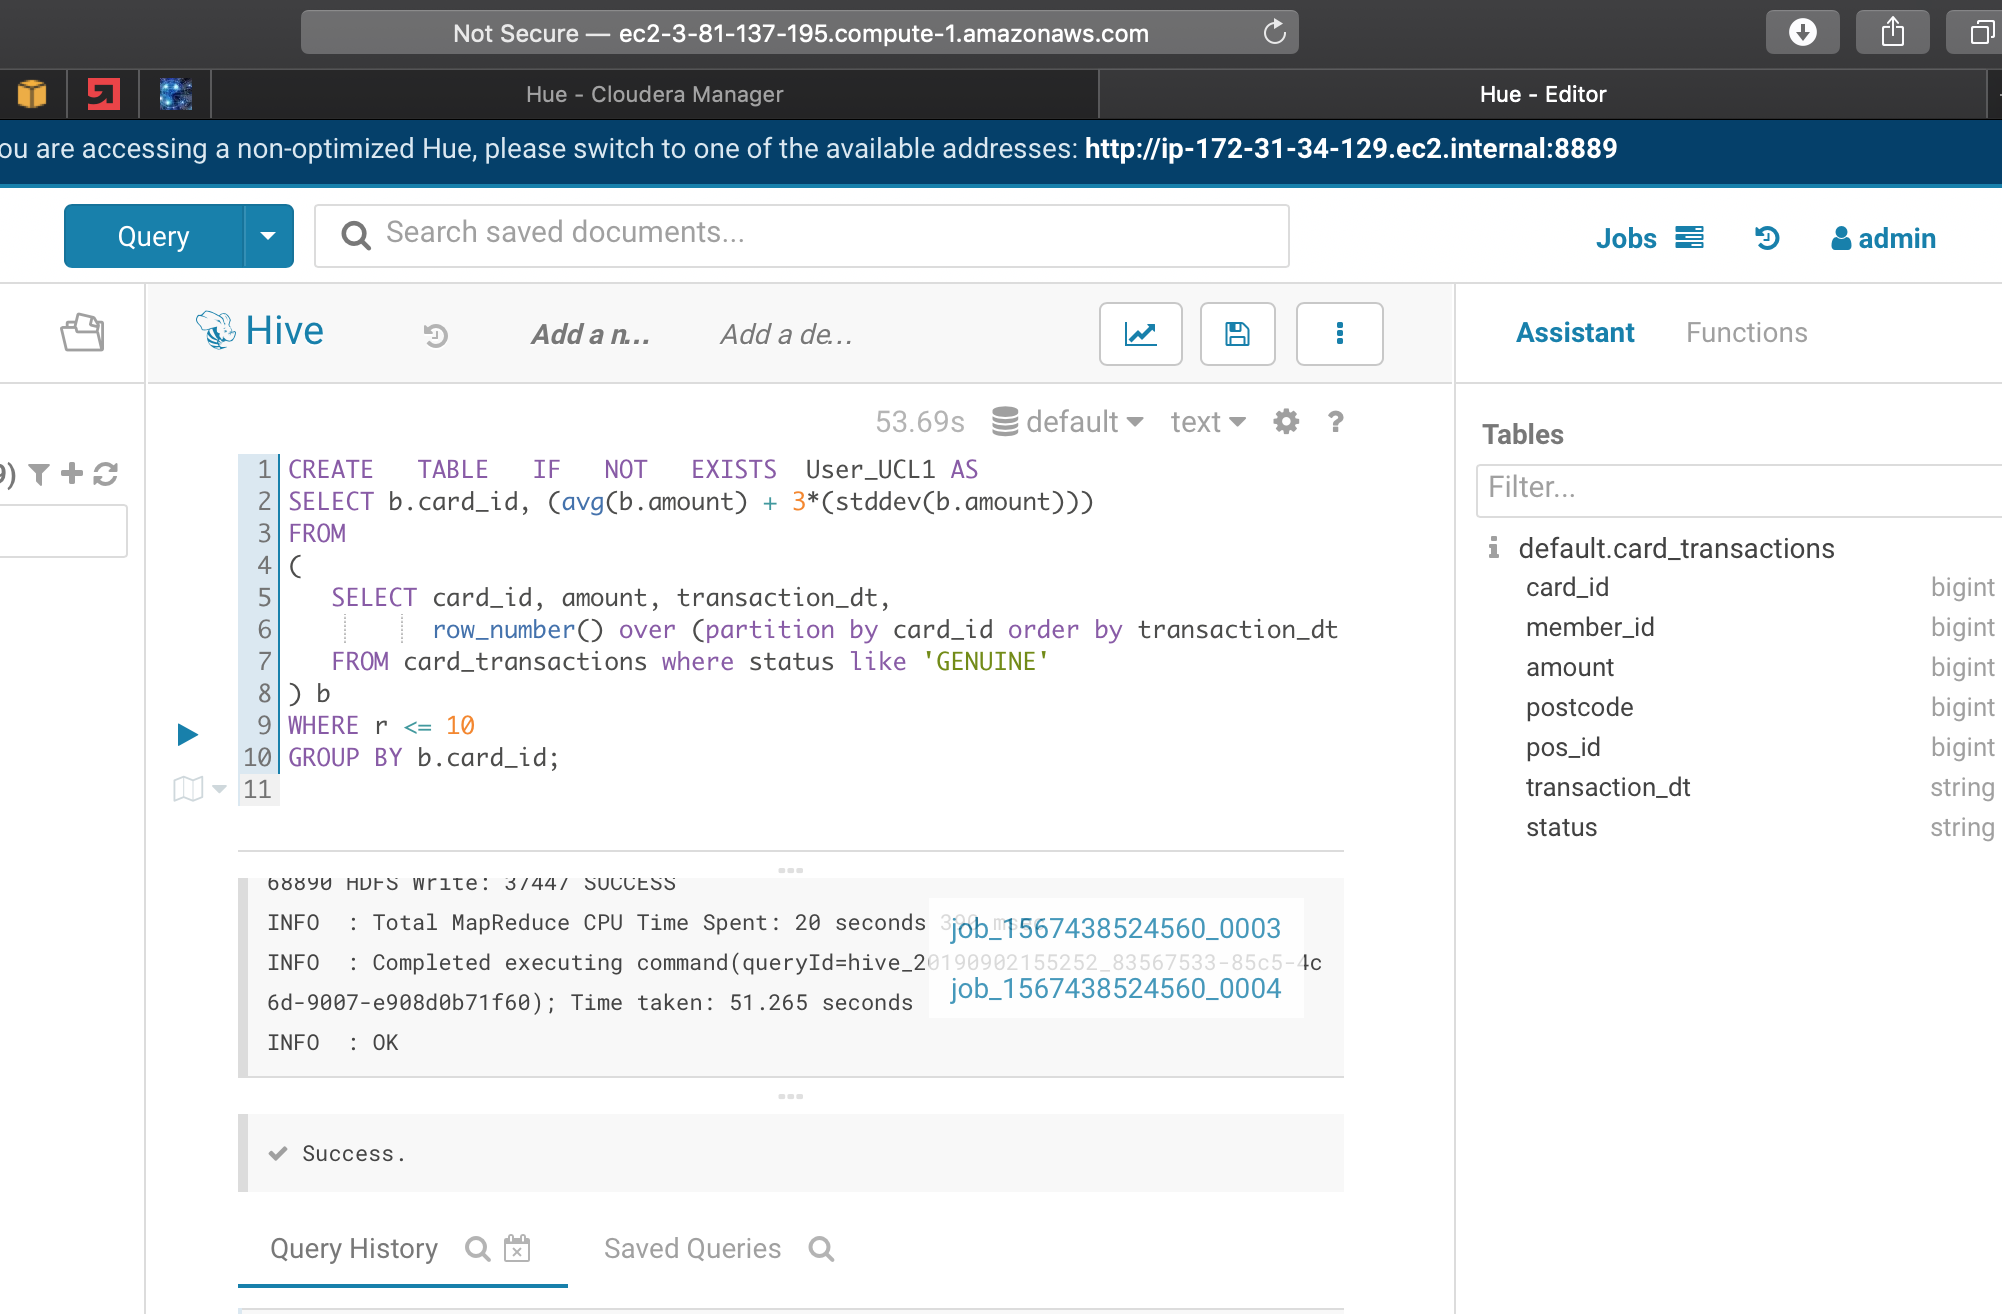 Not Secure — ec2-3-81-137-195.compute-1.amazonaws.com
Hue - Cloudera Manager
Hue - Editor
ou are accessing a non-optimized Hue, please switch to one of the available addresses: http://ip-172-31-34-129.ec2.internal:8889
Query
Search saved documents...
Jobs
admin
Hive
Add a n...
Add a de...
Assistant
Functions
53.69s
default
text
?
9)
1 CREATE TABLE IF NOT EXISTS User_UCL1 AS
2 SELECT b.card_id, (avg(b.amount) + 3*(stddev(b.amount)))
3 FROM
4 (
5 SELECT card_id, amount, transaction_dt,
6 row_number() over (partition by card_id order by transaction_dt
7 FROM card_transactions where status like 'GENUINE'
8 ) b
9 WHERE r <= 10
10 GROUP BY b.card_id;
11
68890 HDFS Write: 37447 SUCCESS
INFO : Total MapReduce CPU Time Spent: 20 seconds 390 msec
INFO : Completed executing command(queryId=hive_20190902155252_83567533-85c5-4c
6d-9007-e908d0b71f60); Time taken: 51.265 seconds
INFO : OK
job_1567438524560_0003
job_1567438524560_0004
Success.
Query History
Saved Queries
Tables
Filter...
default.card_transactions
card_id bigint
member_id bigint
amount bigint
postcode bigint
pos_id bigint
transaction_dt string
status string